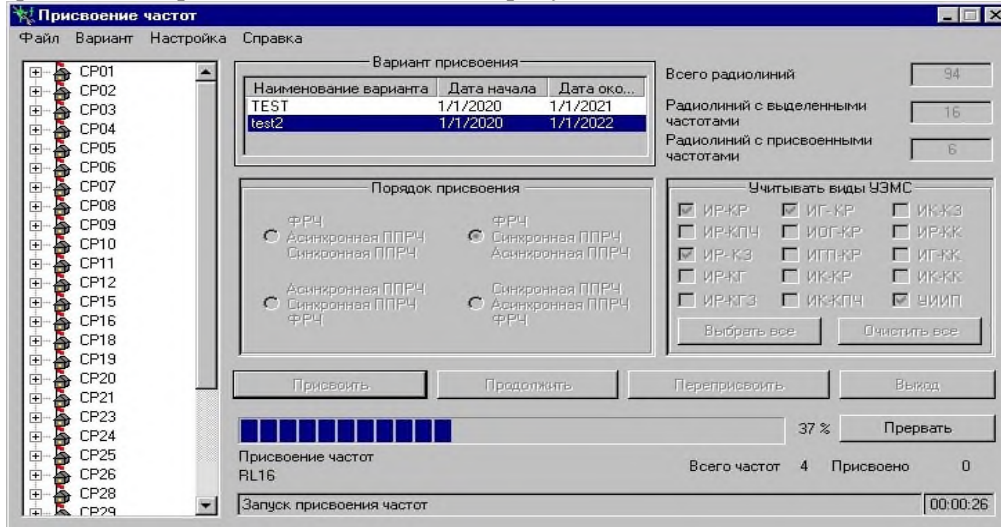 Присвоение частот
Файл Вариант Настройка Справка
CP01
CP02
CP03
CP04
CP05
CP06
CP07
CP08
CP09
CP10
CP11
CP12
CP15
CP16
CP18
CP19
CP20
CP21
CP23
CP24
CP25
CP26
CP28
CP29
Вариант присвоения
Наименование варианта Дата начала Дата око...
TEST 1/1/2020 1/1/2021
test2 1/1/2020 1/1/2022
Всего радиолиний 94
Радиолиний с выделенными
частотами 16
Радиолиний с присвоенными
частотами 6
Порядок присвоения
ФРЧ
Асинхронная ППРЧ
Синхронная ППРЧ
ФРЧ
Синхронная ППРЧ
Асинхронная ППРЧ
Асинхронная ППРЧ
Синхронная ППРЧ
ФРЧ
Синхронная ППРЧ
Асинхронная ППРЧ
ФРЧ
Учитывать виды УЭМС
ИР-КР ИГ-КР ИК-КЗ
ИР-КПЧ ИОГ-КР ИР-КК
ИР-КЗ ИГП-КР ИГ-КК
ИР-КГ ИК-КР ИК-КК
ИР-КГЗ ИК-КПЧ УИИП
Выбрать все Очистить все
Присвоить Продолжить Переприсвоить Выход
37 % Прервать
Присвоение частот
RL16
Всего частот 4 Присвоено 0
Запуск присвоения частот 00:00:26